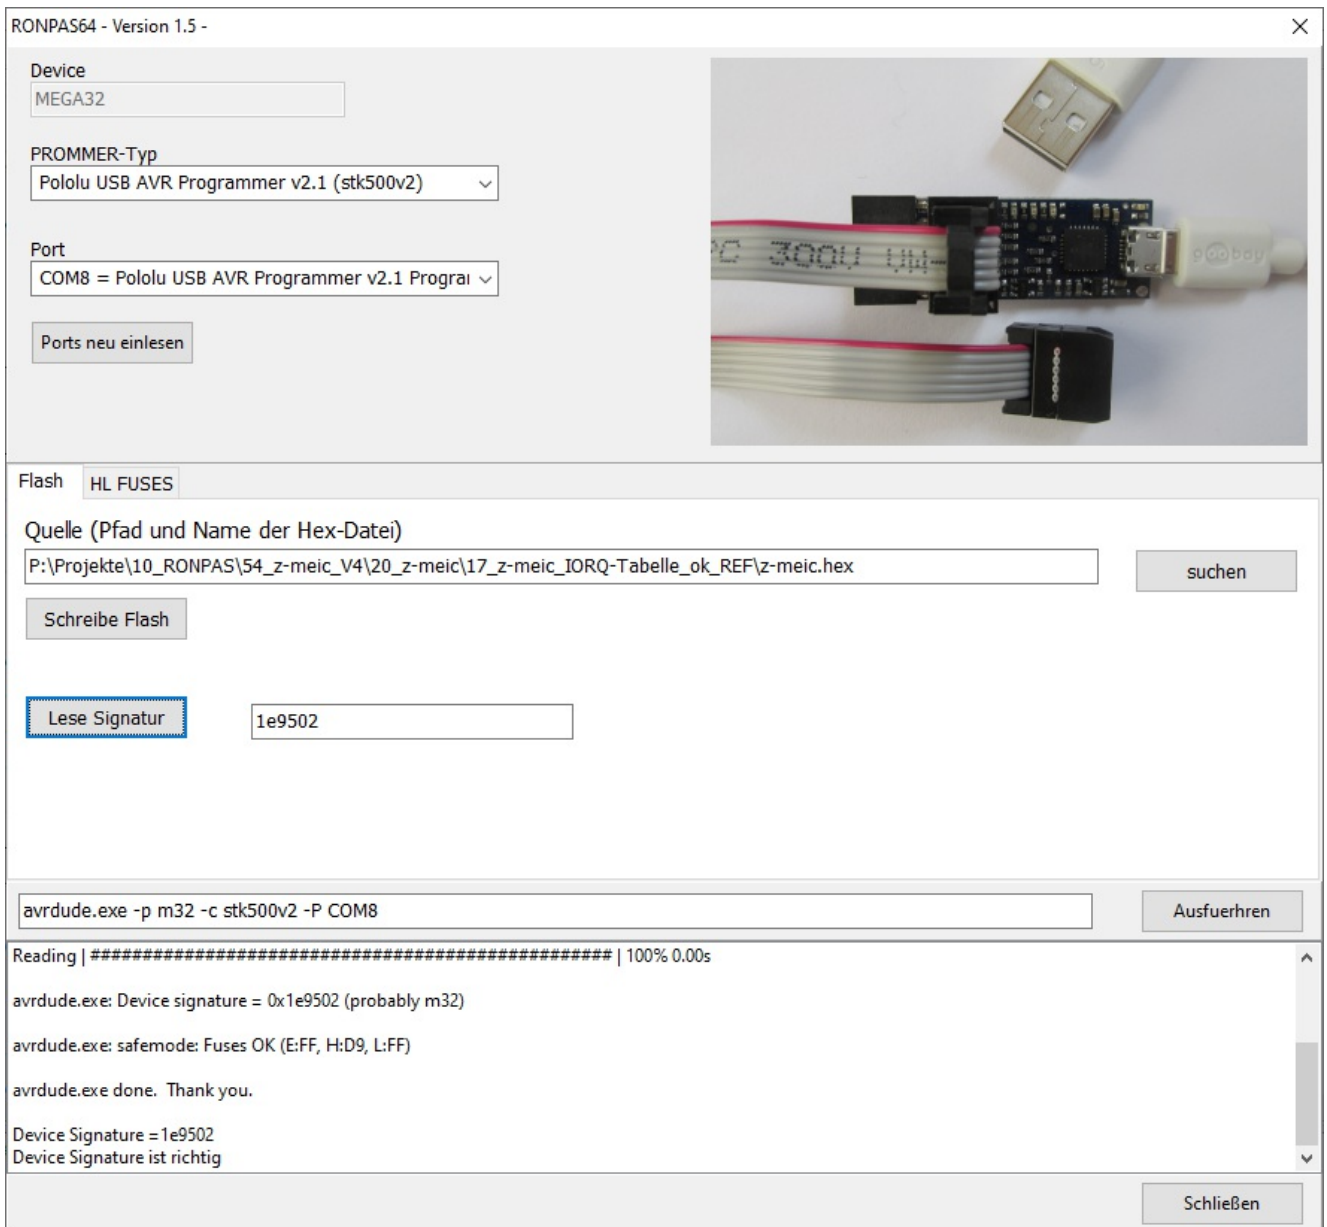 RONPAS64 - Version 1.5 -
Device
MEGA32
PROMMER-Typ
Pololu USB AVR Programmer v2.1 (stk500v2)
Port
COM8 = Pololu USB AVR Programmer v2.1 Progra
Ports neu einlesen
Flash
HL FUSES
Quelle (Pfad und Name der Hex-Datei)
P:\Projekte\10_RONPAS\54_z-meic_V4\20_z-meic\17_z-meic_IORQ-Tabelle_ok_REF\z-meic.hex
suchen
Schreibe Flash
Lese Signatur
1e9502
avrdude.exe -p m32 -c stk500v2 -P COM8
Ausfuerhren
Reading | ################################################## | 100% 0.00s
avrdude.exe: Device signature = 0x1e9502 (probably m32)
avrdude.exe: safemode: Fuses OK (E:FF, H:D9, L:FF)
avrdude.exe done.  Thank you.
Device Signature =1e9502
Device Signature ist richtig
Schließen